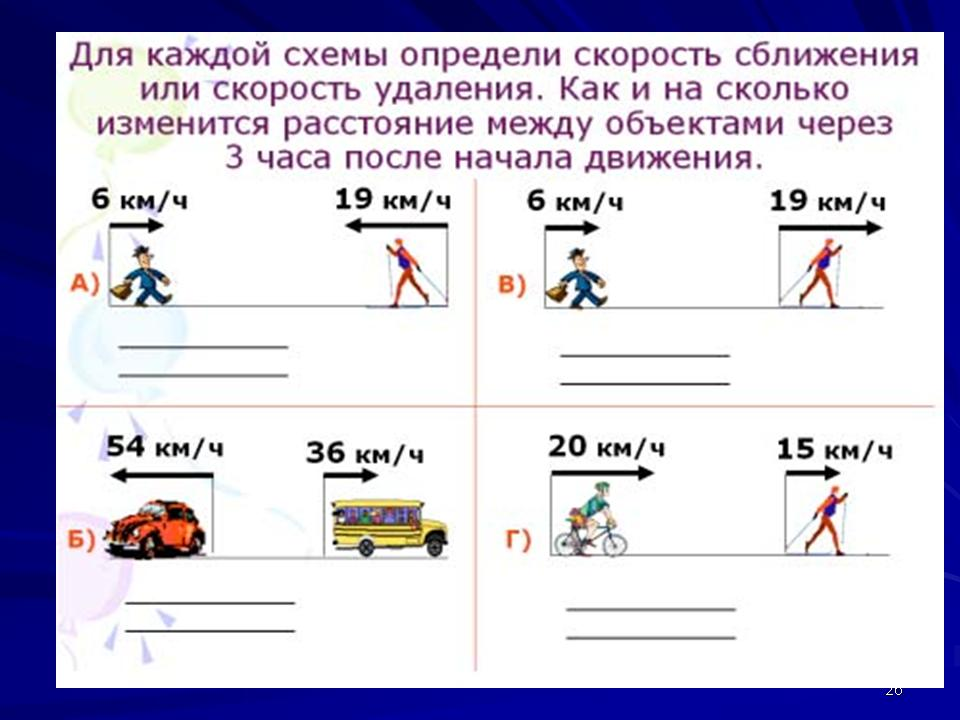 Для каждой схемы определи скорость сближения
или скорость удаления. Как и на сколько
изменится расстояние между объектами через
3 часа после начала движения.
6 км/ч 19 км/ч
А)
6 км/ч 19 км/ч
В)
54 км/ч 36 км/ч
Б)
20 км/ч 15 км/ч
Г)
26